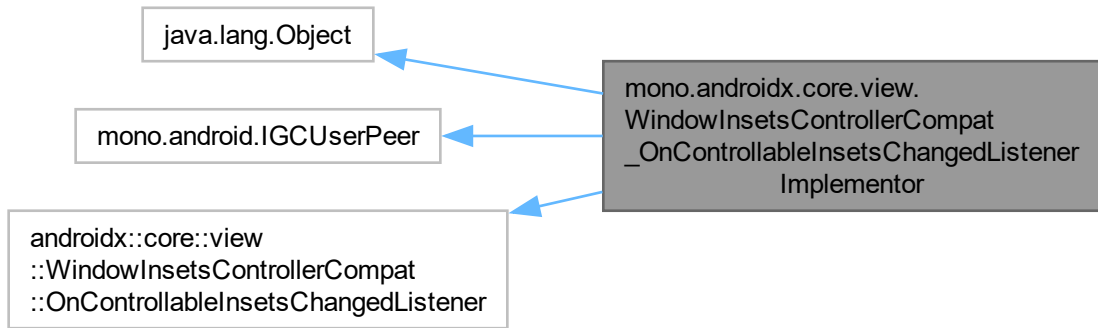 java.lang.Object
mono.android.IGCUserPeer
androidx::core::view
::WindowInsetsControllerCompat
::OnControllableInsetsChangedListener
mono.androidx.core.view.
WindowInsetsControllerCompat
_OnControllableInsetsChangedListener
Implementor